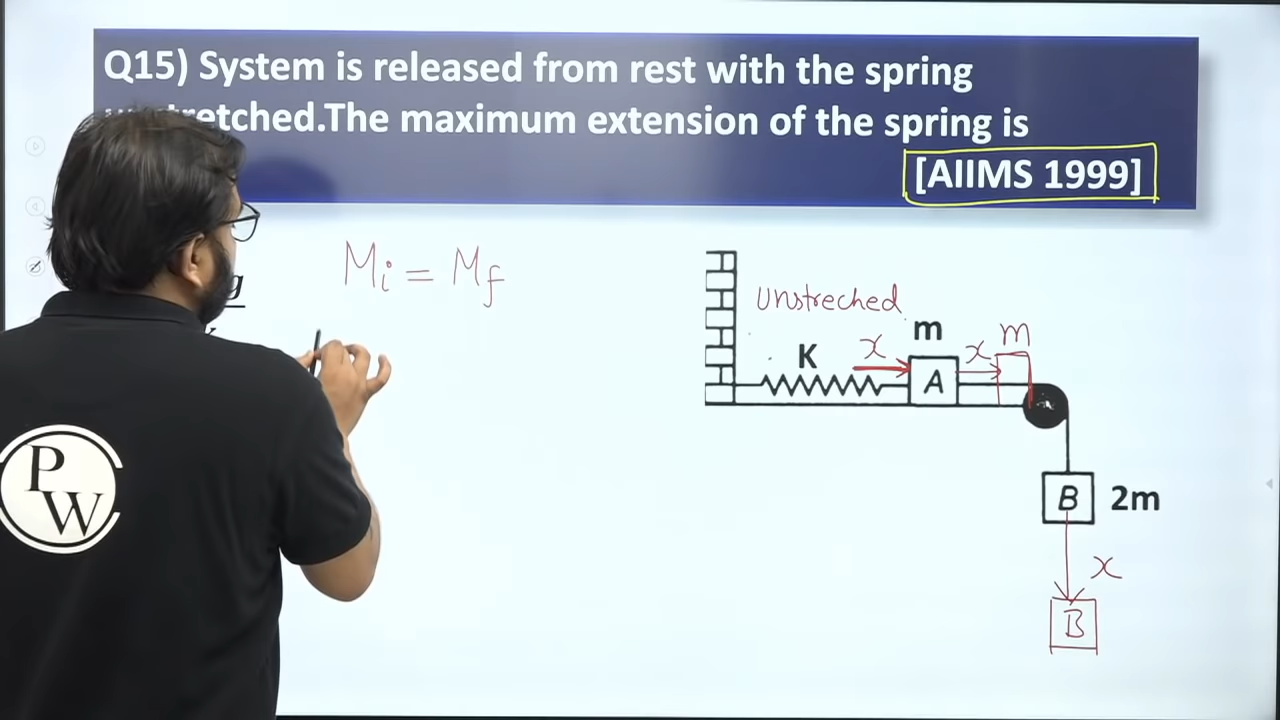 Q15) System is released from rest with the spring
unstretched.The maximum extension of the spring is
[AIIMS 1999]
Mi = Mf
g
Unstreched
m
m
x
x
K
A
B
2m
x
B
PW